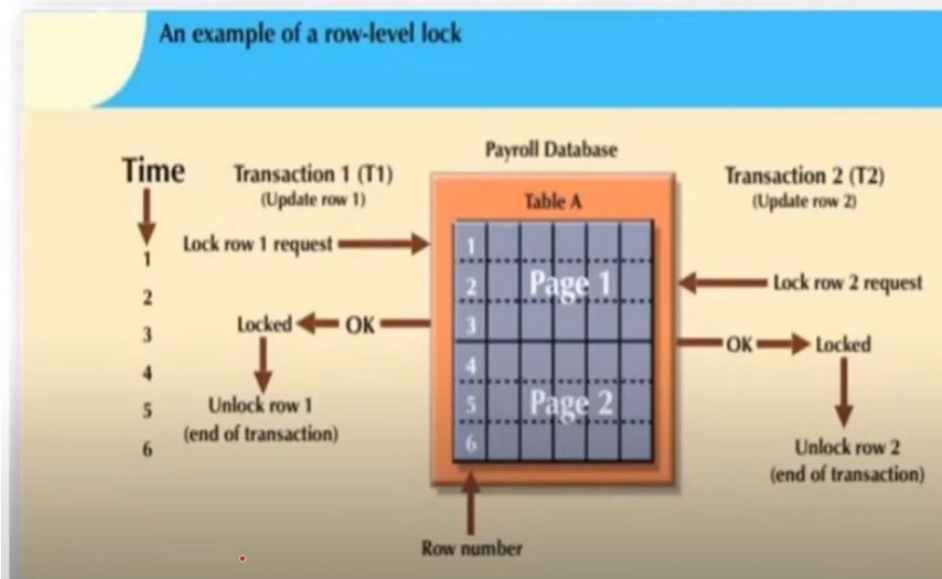 An example of a row-level lock
Payroll Database
Time
Transaction 1 (T1)
(Update row 1)
Table A
Transaction 2 (T2)
(Update row 2)
Lock row 1 request
Lock row 2 request
1
2
3
4
5
6
1
2
3
4
5
6
Page 1
Page 2
Locked
OK
OK
Locked
Unlock row 1
(end of transaction)
Unlock row 2
(end of transaction)
Row number